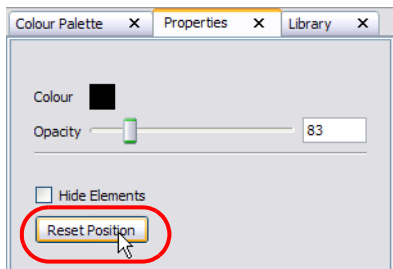 Colour Palette Properties Library
Colour
Opacity 83
Hide Elements
Reset Position